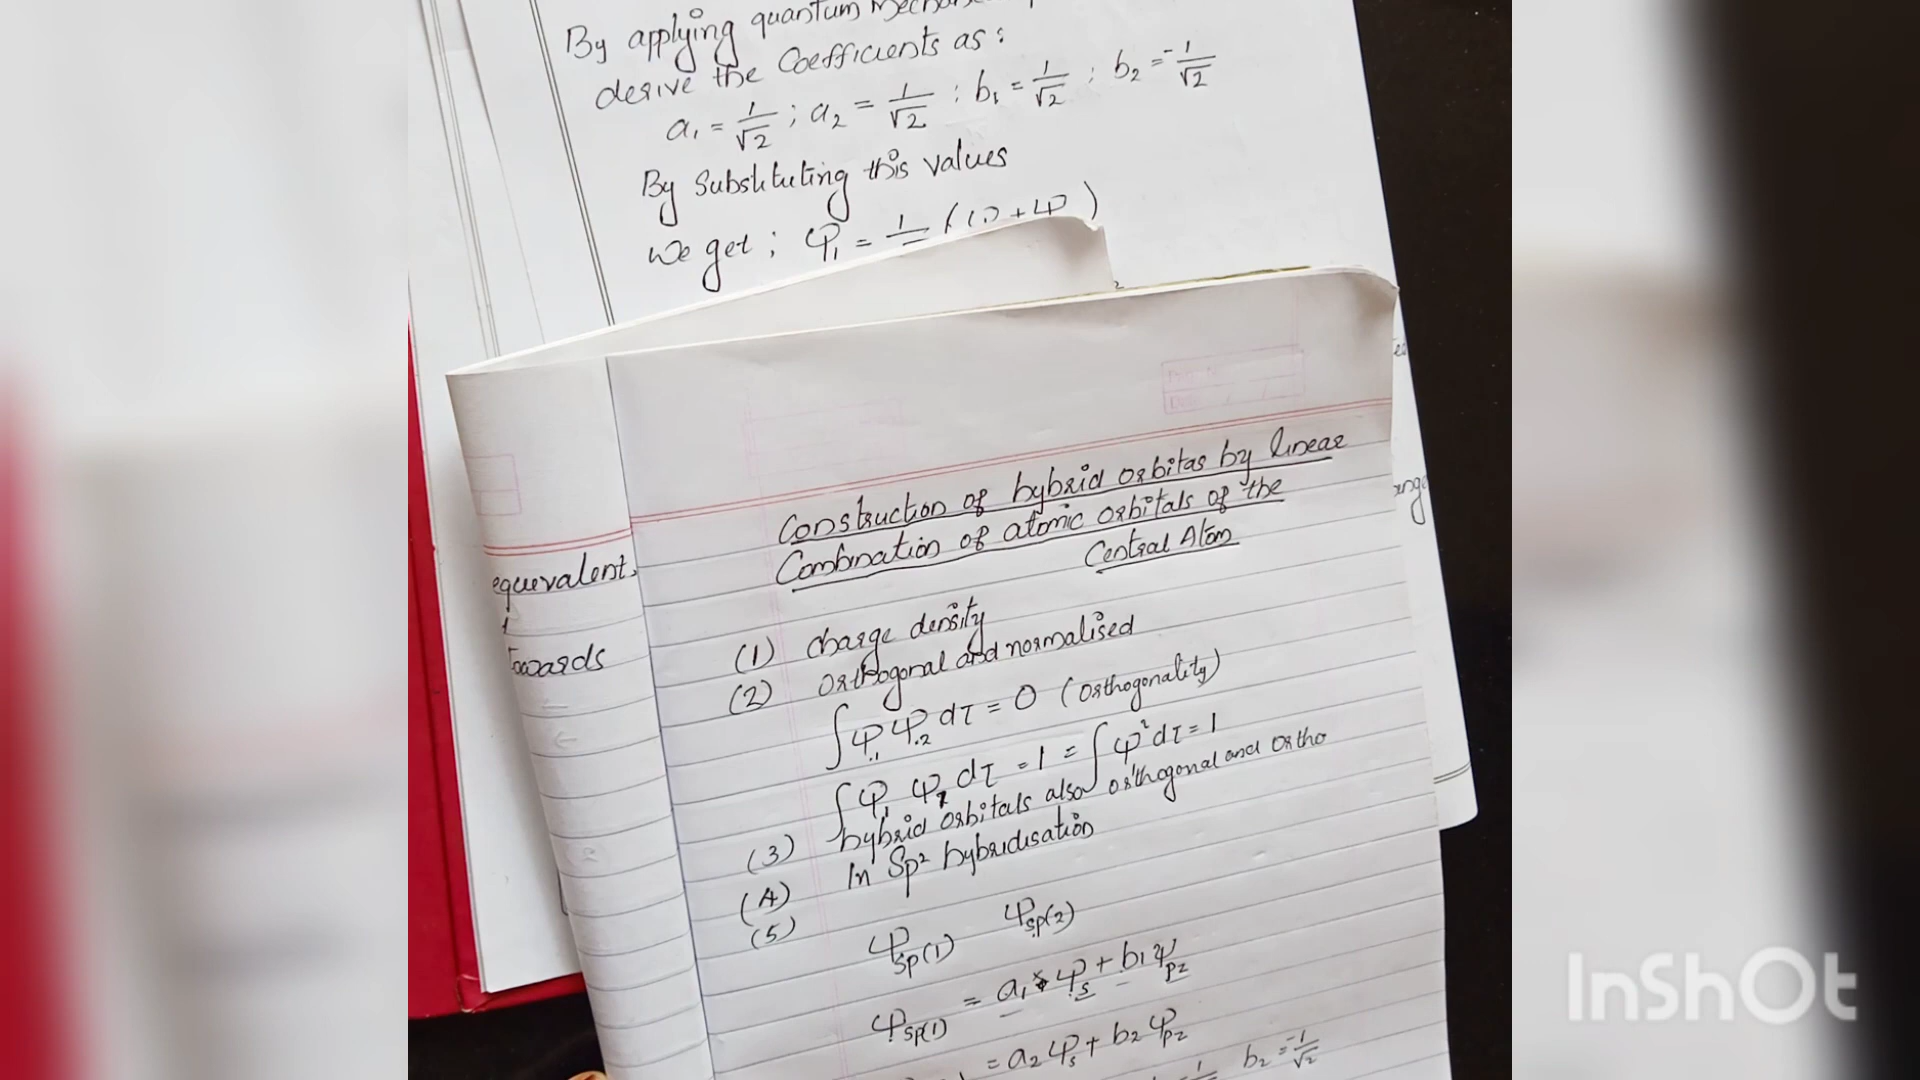 By applying quantum
derive the Coefficients as:
a₁ = 1/√2 ; a₂ = 1/√2 ; b₁ = 1/√2 ; b₂ = -1/√2
By Substituting this values
We get ; φ₁ =
Construction of hybrid orbitas by linear
Combination of atomic orbitals of the
Central Atom
equivalent.
towards
(1) charge density
(2) orthogonal and normalised
∫φ₁ φ₂ dτ = 0 (orthogonality)
∫φ₁ φ₁ dτ = 1 = ∫φ² dτ = 1
(3) hybrid orbitals also orthogonal and ortho
(4) In Sp² hybridisation
(5)
φsp(1) φsp(2)
φsp(1) = a₁ φs + b₁ φpz
= a₂ φs + b₂ φpz
b₂ = -1/√2
InShOt